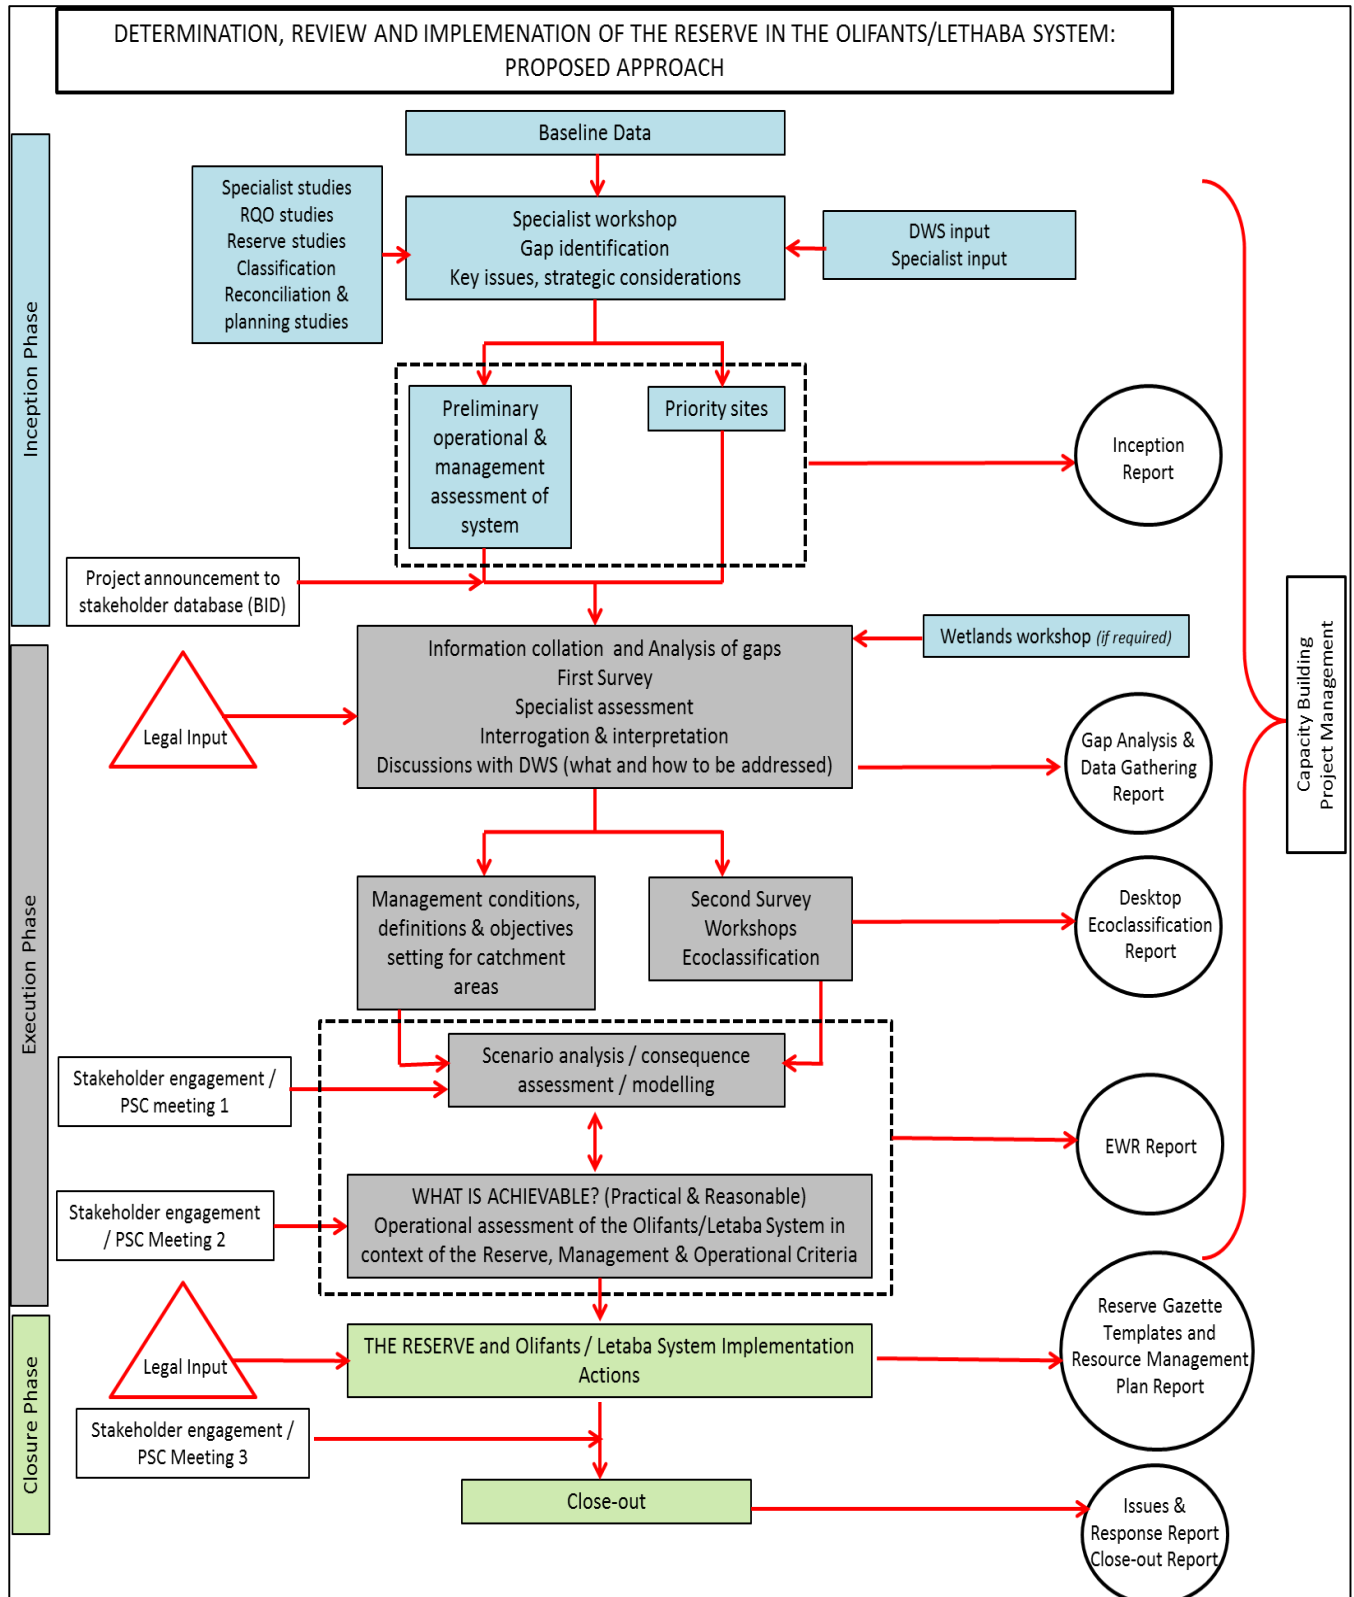 DETERMINATION, REVIEW AND IMPLEMENATION OF THE RESERVE IN THE OLIFANTS/LETHABA SYSTEM:
PROPOSED APPROACH
Inception Phase
Baseline Data
Specialist studies
RQO studies
Reserve studies
Classification
Reconciliation &
planning studies
Specialist workshop
Gap identification
Key issues, strategic considerations
DWS input
Specialist input
Preliminary
operational &
management
assessment of
system
Priority sites
Inception
Report
Project announcement to
stakeholder database (BID)
Capacity Building
Project Management
Execution Phase
Information collation and Analysis of gaps
First Survey
Specialist assessment
Interrogation & interpretation
Discussions with DWS (what and how to be addressed)
Wetlands workshop (if required)
Legal Input
Gap Analysis &
Data Gathering
Report
Management conditions,
definitions & objectives
setting for catchment
areas
Second Survey
Workshops
Ecoclassification
Desktop
Ecoclassification
Report
Scenario analysis / consequence
assessment / modelling
Stakeholder engagement /
PSC meeting 1
EWR Report
WHAT IS ACHIEVABLE? (Practical & Reasonable)
Operational assessment of the Olifants/Letaba System in
context of the Reserve, Management & Operational Criteria
Stakeholder engagement
/ PSC Meeting 2
Closure Phase
Legal Input
THE RESERVE and Olifants / Letaba System Implementation
Actions
Reserve Gazette
Templates and
Resource Management
Plan Report
Stakeholder engagement /
PSC Meeting 3
Close-out
Issues &
Response Report
Close-out Report